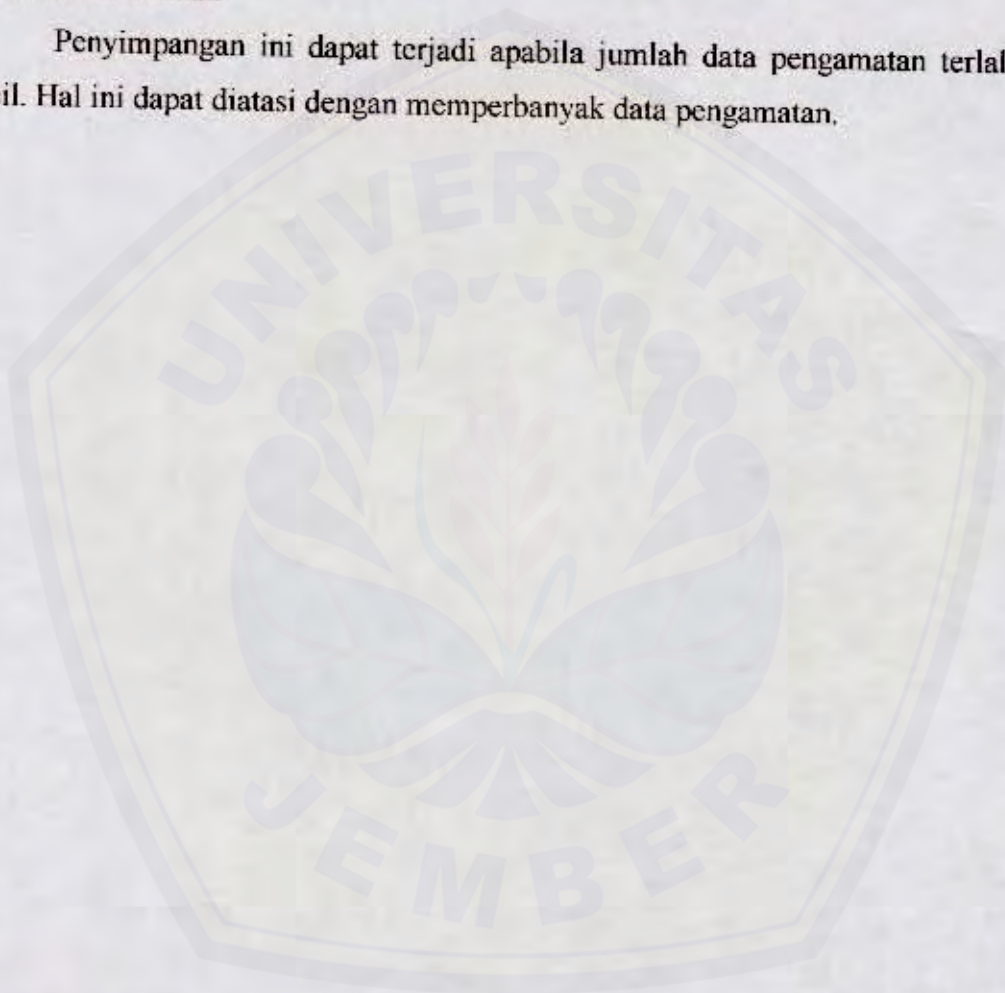 Penyimpangan ini dapat terjadi apabila jumlah data pengamatan terlal
il. Hal ini dapat diatasi dengan memperbanyak data pengamatan.
UNIVERSITAS
JEMBER